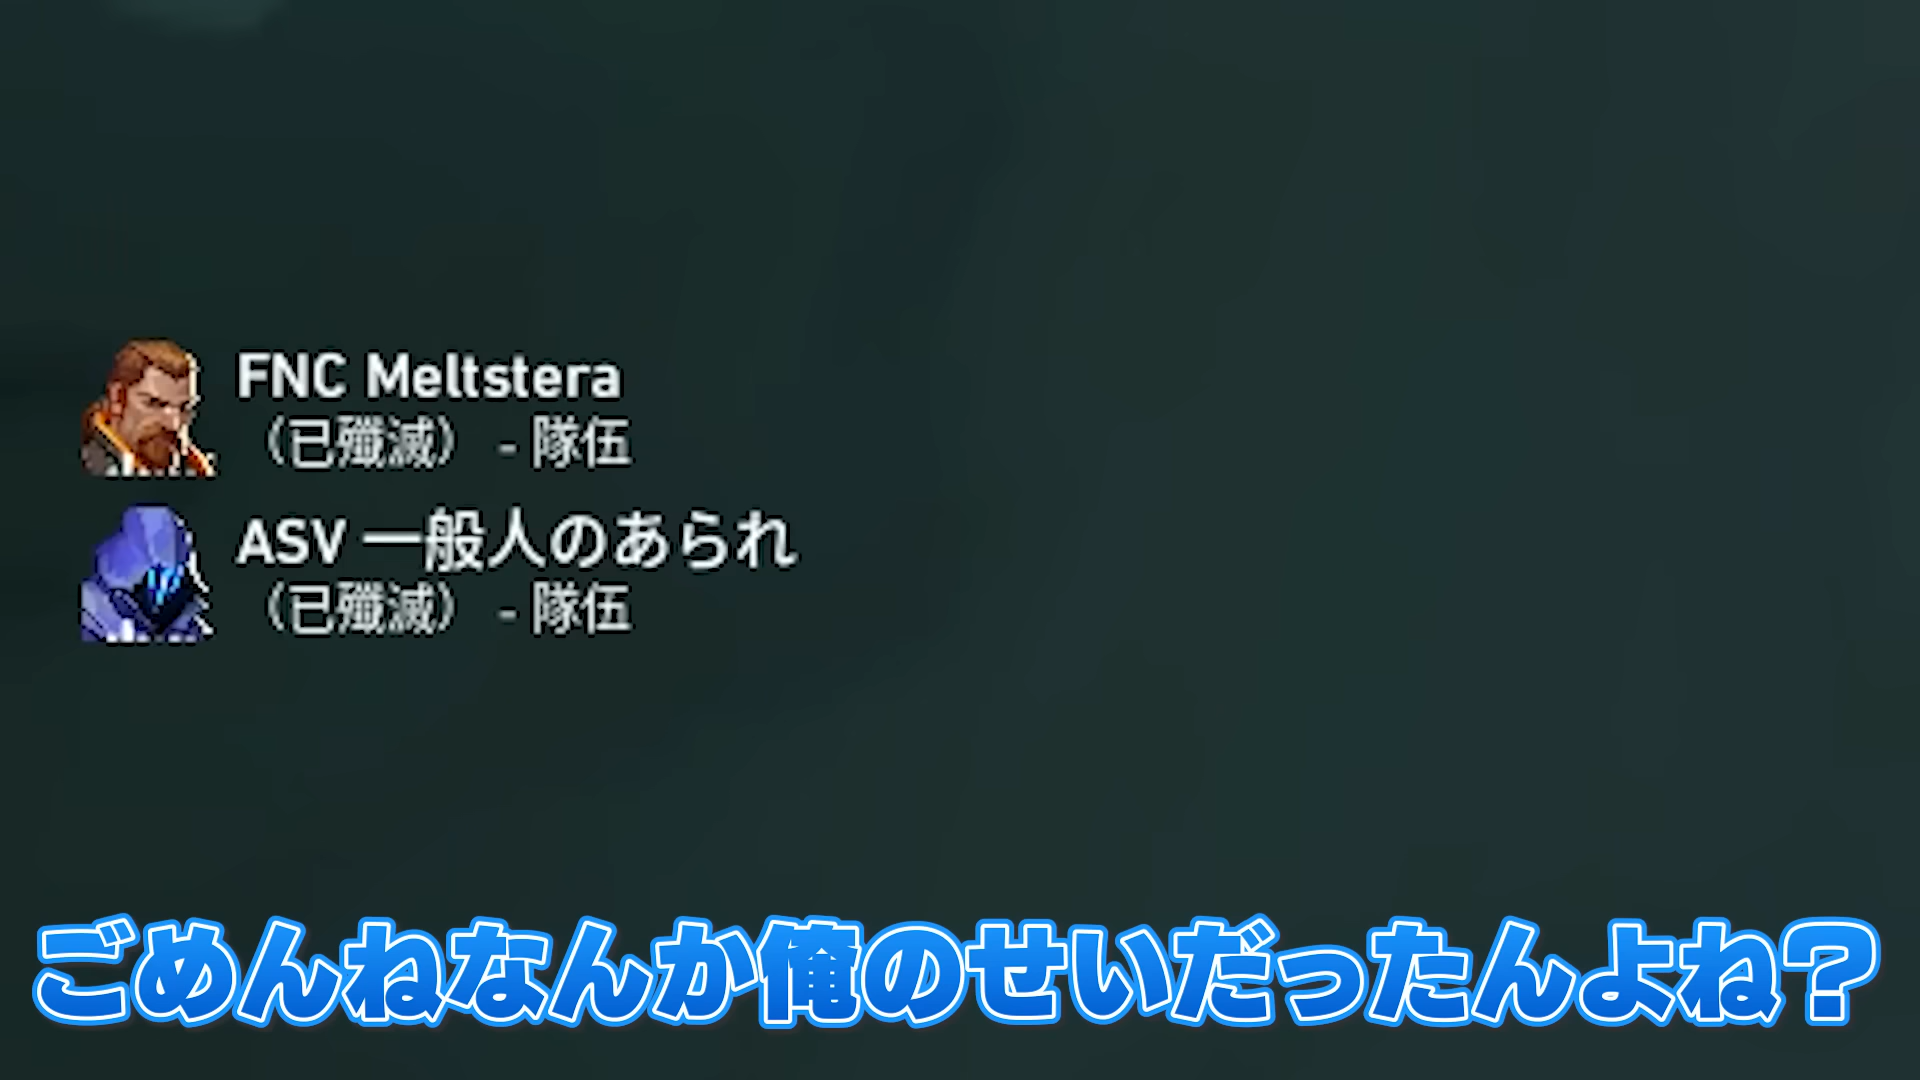 FNC Meltstera
（已殲滅） - 隊伍
ASV 一般人のあられ
（已殲滅） - 隊伍
ごめんねなんか俺のせいだったんよね？